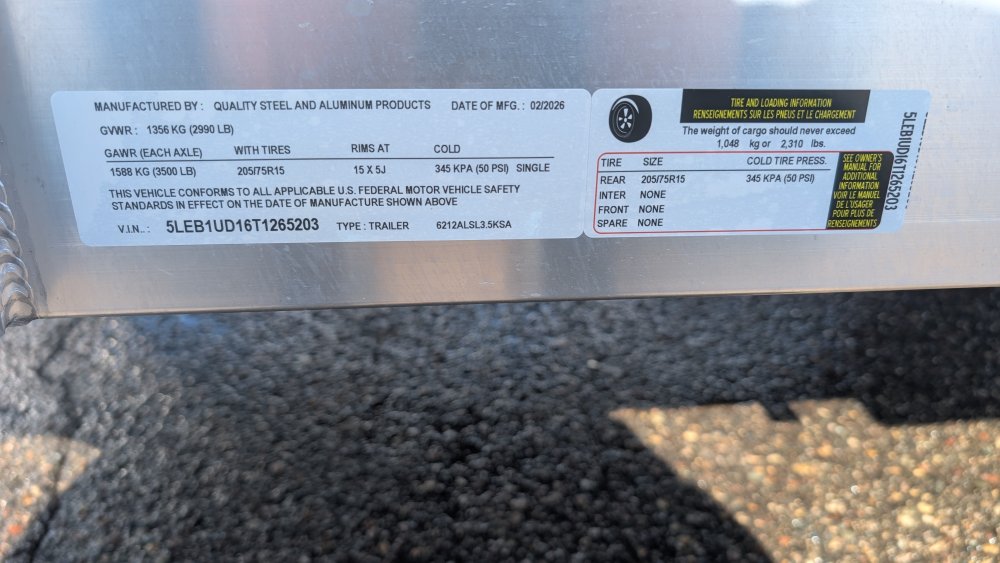 MANUFACTURED BY : QUALITY STEEL AND ALUMINUM PRODUCTS DATE OF MFG. : 02/2026
GVWR : 1356 KG (2990 LB)
GAWR (EACH AXLE) WITH TIRES RIMS AT COLD
1588 KG (3500 LB) 205/75R15 15 X 5J 345 KPA (50 PSI) SINGLE
THIS VEHICLE CONFORMS TO ALL APPLICABLE U.S. FEDERAL MOTOR VEHICLE SAFETY
STANDARDS IN EFFECT ON THE DATE OF MANUFACTURE SHOWN ABOVE
V.I.N.. : 5LEB1UD16T1265203 TYPE : TRAILER 6212ALSL3.5KSA
TIRE AND LOADING INFORMATION
RENSEIGNEMENTS SUR LES PNEUS ET LE CHARGEMENT
The weight of cargo should never exceed
1,048 kg or 2,310 lbs.
TIRE SIZE COLD TIRE PRESS.
REAR 205/75R15 345 KPA (50 PSI)
INTER NONE
FRONT NONE
SPARE NONE
SEE OWNER'S
MANUAL FOR
ADDITIONAL
INFORMATION
VOIR LE MANUEL
DE L'USAGER
POUR PLUS DE
RENSEIGNEMENTS
5LEB1UD16T1265203